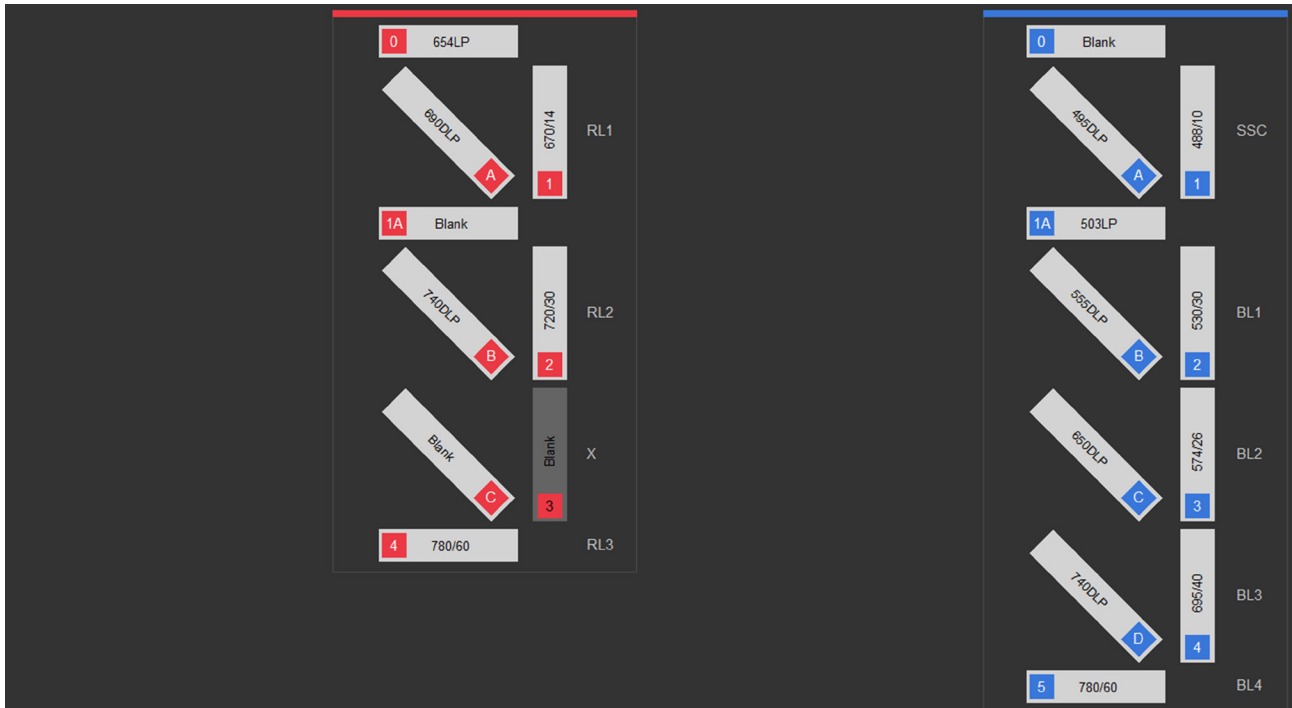 0 654LP
690DLP A
670/14 1
RL1
1A Blank
740DLP B
720/30 2
RL2
Blank C
Blank 3
X
4 780/60
RL3
0 Blank
495DLP A
488/10 1
SSC
1A 503LP
555DLP B
530/30 2
BL1
650DLP C
574/26 3
BL2
740DLP D
695/40 4
BL3
5 780/60
BL4